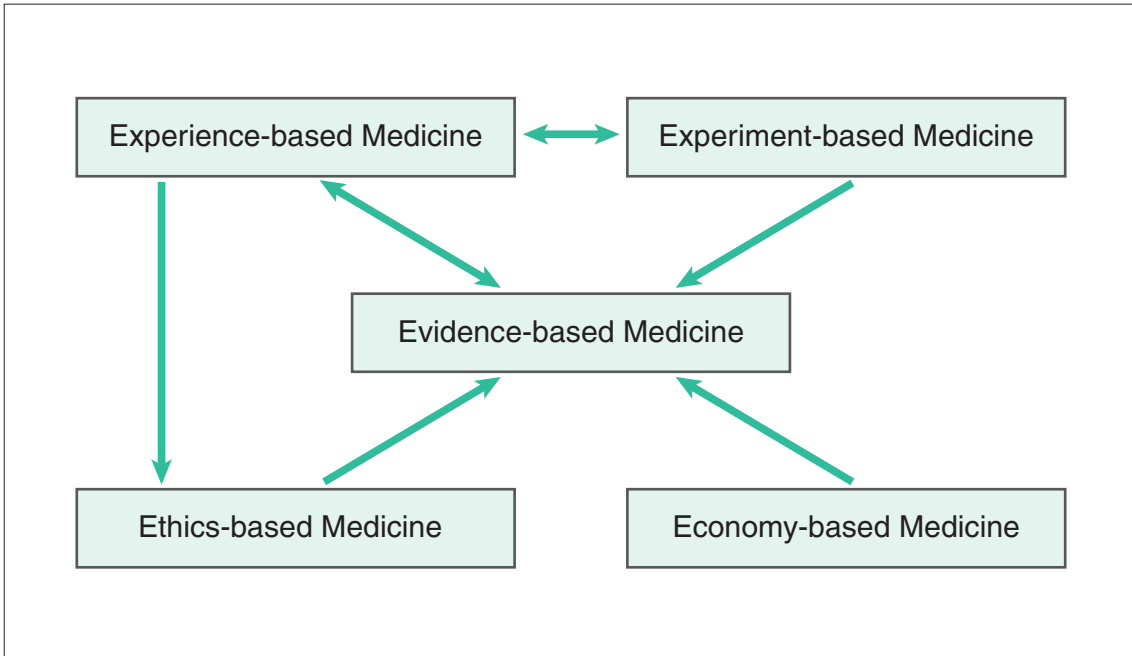 Experience-based Medicine
Experiment-based Medicine
Evidence-based Medicine
Ethics-based Medicine
Economy-based Medicine